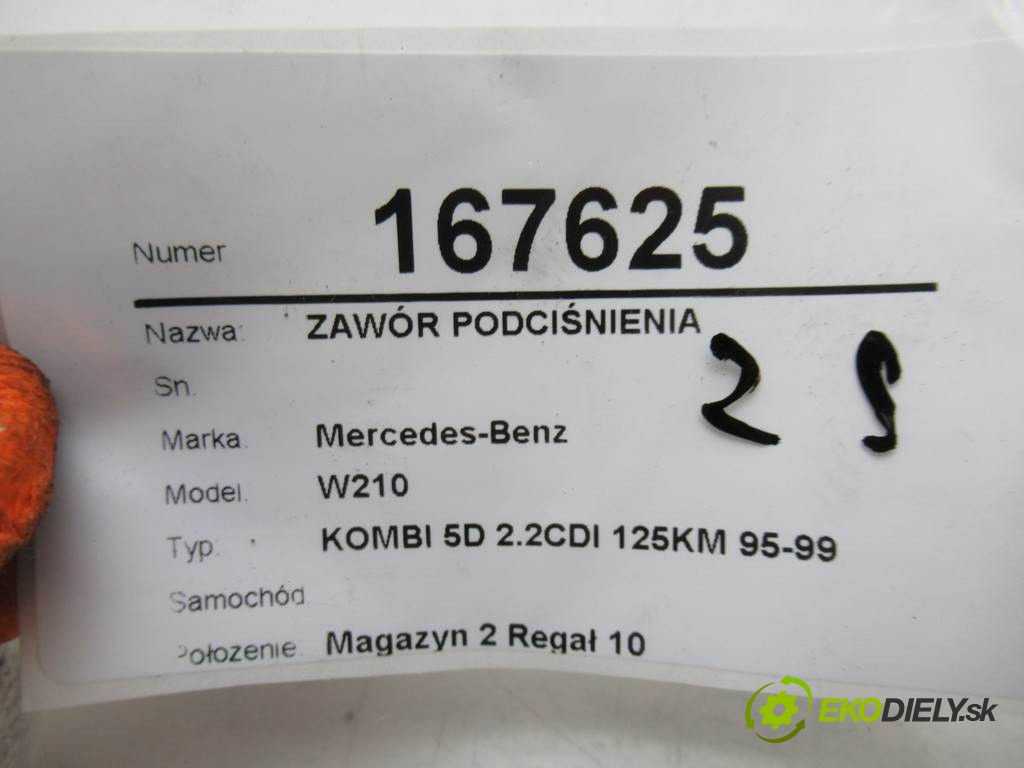 Numer 167625
Nazwa: ZAWÓR PODCIŚNIENIA
Sn.
Marka: Mercedes-Benz
Model. W210
Typ: KOMBI 5D 2.2CDI 125KM 95-99
Samochód.
Położenie: Magazyn 2 Regał 10
EKODIELY.sk